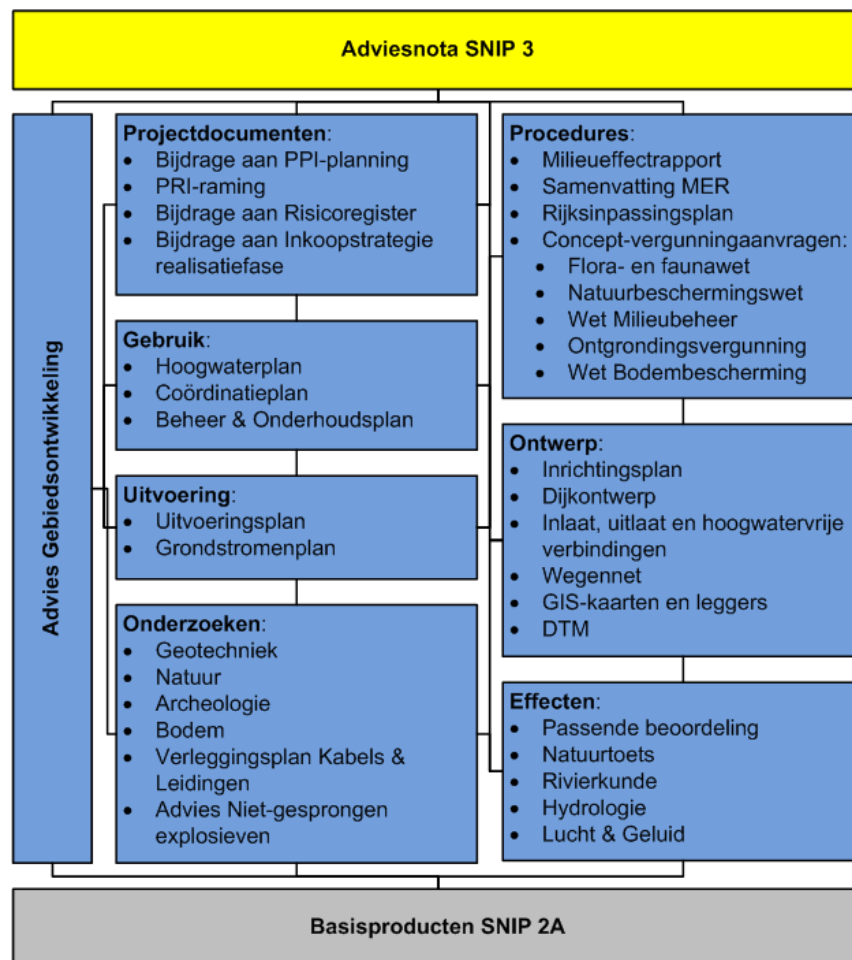 Adviesnota SNIP 3
Advies Gebiedsontwikkeling
Projectdocumenten:
• Bijdrage aan PPI-planning
• PRI-raming
• Bijdrage aan Risicoregister
• Bijdrage aan Inkoopstrategie
realisatiefase
Gebruik:
• Hoogwaterplan
• Coördinatieplan
• Beheer & Onderhoudsplan
Uitvoering:
• Uitvoeringsplan
• Grondstromenplan
Onderzoeken:
• Geotechniek
• Natuur
• Archeologie
• Bodem
• Verleggingsplan Kabels &
Leidingen
• Advies Niet-gesprongen
explosieven
Procedures:
• Milieueffectrapport
• Samenvatting MER
• Rijksinpassingsplan
• Concept-vergunningaanvragen:
• Flora- en faunawet
• Natuurbeschermingswet
• Wet Milieubeheer
• Ontgrondingsvergunning
• Wet Bodembescherming
Ontwerp:
• Inrichtingsplan
• Dijkontwerp
• Inlaat, uitlaat en hoogwatervrije
verbindingen
• Wegennet
• GIS-kaarten en leggers
• DTM
Effecten:
• Passende beoordeling
• Natuurtoets
• Rivierkunde
• Hydrologie
• Lucht & Geluid
Basisproducten SNIP 2A